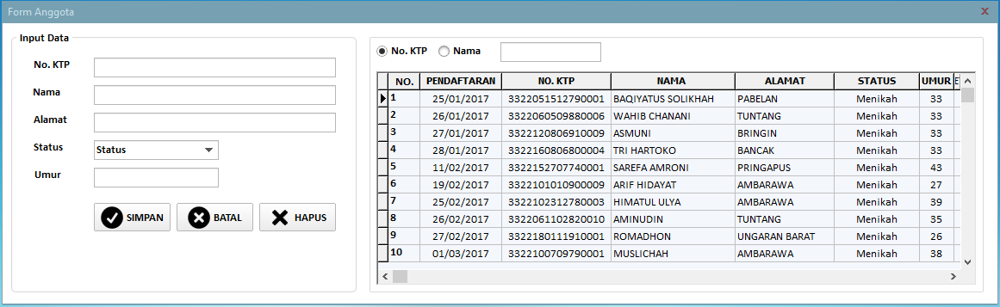 Form Anggota X
Input Data
No. KTP
Nama
Alamat
Status Status
Umur
SIMPAN BATAL HAPUS
No. KTP Nama
NO. PENDAFTARAN NO. KTP NAMA ALAMAT STATUS UMUR
1 25/01/2017 3322051512790001 BAQIYATUS SOLIKHAH PABELAN Menikah 33
2 26/01/2017 3322060509880006 WAHIB CHANANI TUNTANG Menikah 33
3 27/01/2017 3322120806910009 ASMUNI BRINGIN Menikah 33
4 28/01/2017 3322160806800004 TRI HARTOKO BANCAK Menikah 33
5 11/02/2017 3322152707740001 SAREFA AMRONI PRINGAPUS Menikah 43
6 19/02/2017 3322101010900009 ARIF HIDAYAT AMBARAWA Menikah 27
7 25/02/2017 3322102312780003 HIMATUL ULYA AMBARAWA Menikah 39
8 26/02/2017 3322061102820010 AMINUDIN TUNTANG Menikah 35
9 27/02/2017 3322180111910001 ROMADHON UNGARAN BARAT Menikah 26
10 01/03/2017 3322100709790001 MUSLICHAH AMBARAWA Menikah 38